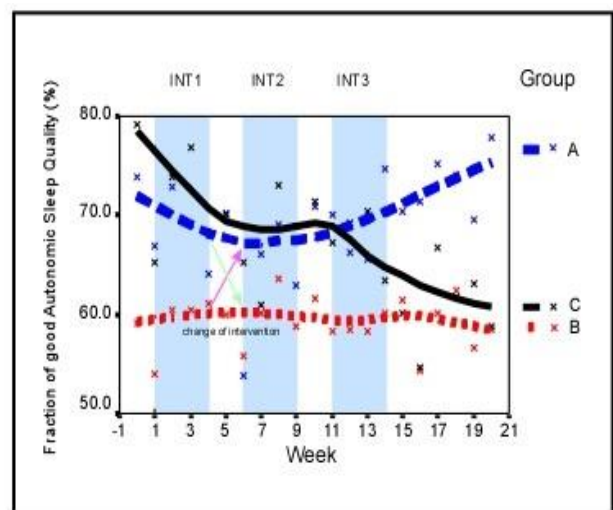 INT1 INT2 INT3 Group
80.0
A
70.0
60.0
C
B
change of intervention
50.0
-1 1 3 5 7 9 11 13 15 17 19 21
Week
Fraction of good Autonomic Sleep Quality (%)